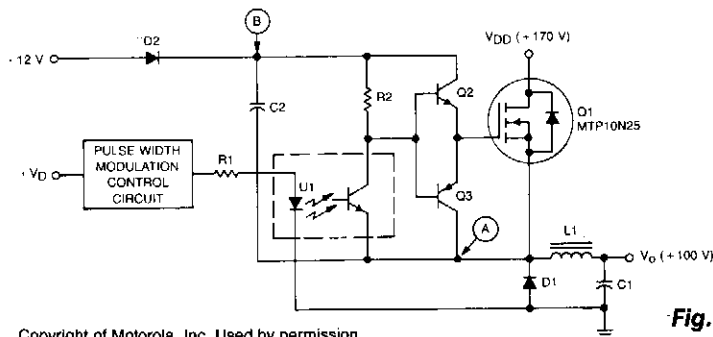 B
D2
- 12 V
VDD (+170 V)
R2
Q2
C2
Q1
MTP10N25
PULSE WIDTH
MODULATION
CONTROL
CIRCUIT
R1
U1
+VD
Q3
A
L1
Vo (+100 V)
D1
C1
Fig.
Copyright of Motorola, Inc. Used by permission